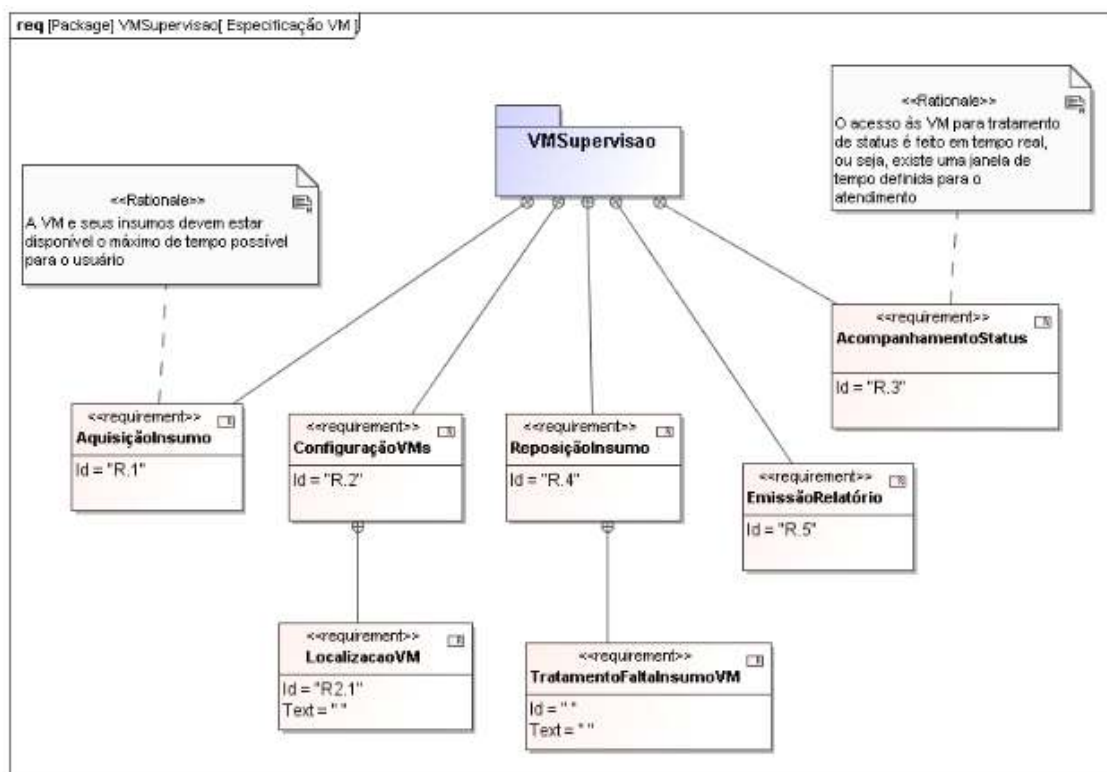 req [Package] VMSupervisao[ Especificação VM ]
VMSupervisao
<<Rationale>>
O acesso às VM para tratamento
de status é feito em tempo real,
ou seja, existe uma janela de
tempo definida para o
atendimento
<<Rationale>>
A VM e seus insumos devem estar
disponível o máximo de tempo possível
para o usuário
<<requirement>>
AcompanhamentoStatus
Id = "R.3"
<<requirement>>
AquisiçãoInsumo
Id = "R.1"
<<requirement>>
ConfiguraçãoVMs
Id = "R.2"
<<requirement>>
ReposiçãoInsumo
Id = "R.4"
<<requirement>>
EmissãoRelatório
Id = "R.5"
<<requirement>>
LocalizacaoVM
Id = "R2.1"
Text = " "
<<requirement>>
TratamentoFaltaInsumoVM
Id = " "
Text = " "